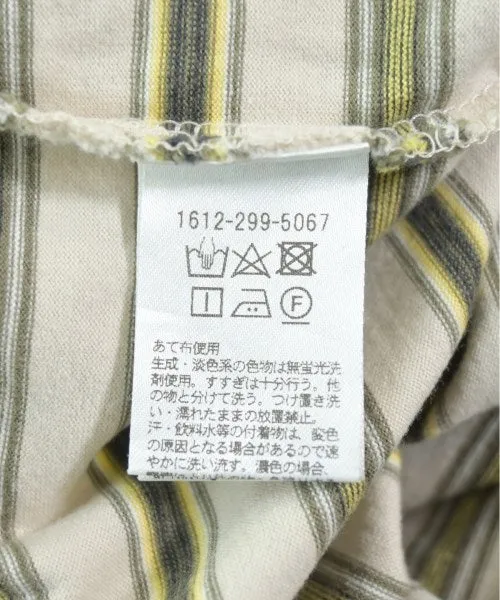 1612-299-5067
F
あて布使用
生成・淡色系の色物は無蛍光洗
剤使用。すすぎは十分行う。他
の物と分けて洗う。つけ置き洗
い・濡れたままの放置禁止。
汗・飲料水等の付着物は、変色
の原因となる場合があるので速
やかに洗い流す。濃色の場合、